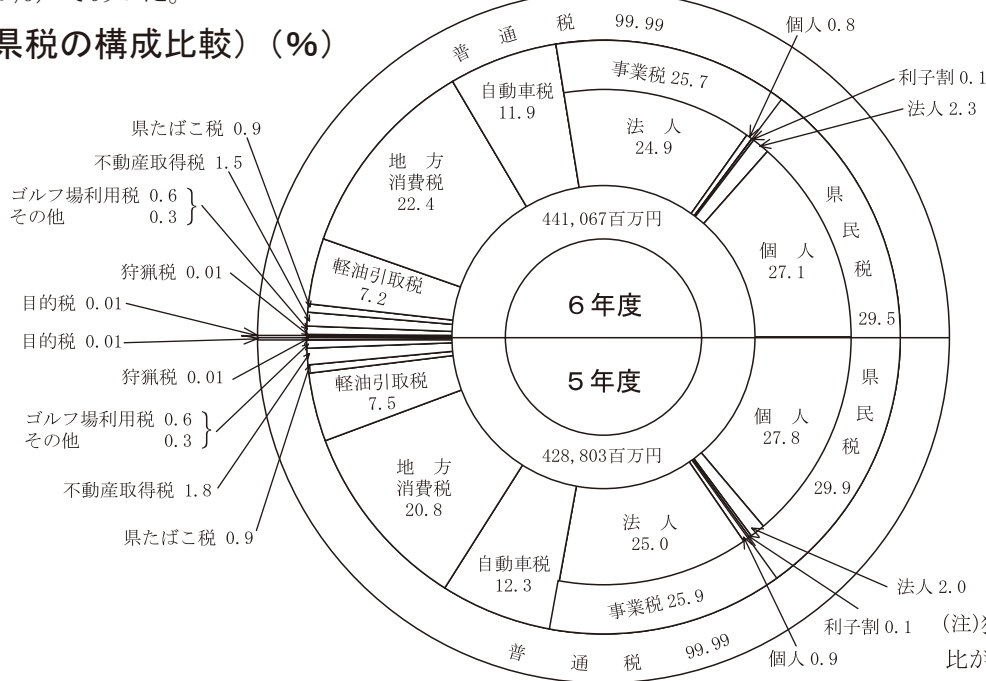 県税の構成比較）（％）
普通税 99.99
個人 0.8
利子割 0.1
法人 2.3
事業税 25.7
法人
24.9
自動車税
11.9
地方
消費税
22.4
県たばこ税 0.9
不動産取得税 1.5
ゴルフ場利用税 0.6
その他 0.3
軽油引取税
7.2
狩猟税 0.01
目的税 0.01
441,067百万円
6年度
個人
27.1
県民税
29.5
目的税 0.01
狩猟税 0.01
ゴルフ場利用税 0.6
その他 0.3
不動産取得税 1.8
県たばこ税 0.9
軽油引取税
7.5
地方
消費税
20.8
自動車税
12.3
5年度
428,803百万円
法人
25.0
事業税 25.9
個人
27.8
県民税
29.9
法人 2.0
利子割 0.1
個人 0.9
普通税 99.99
(注)
比が